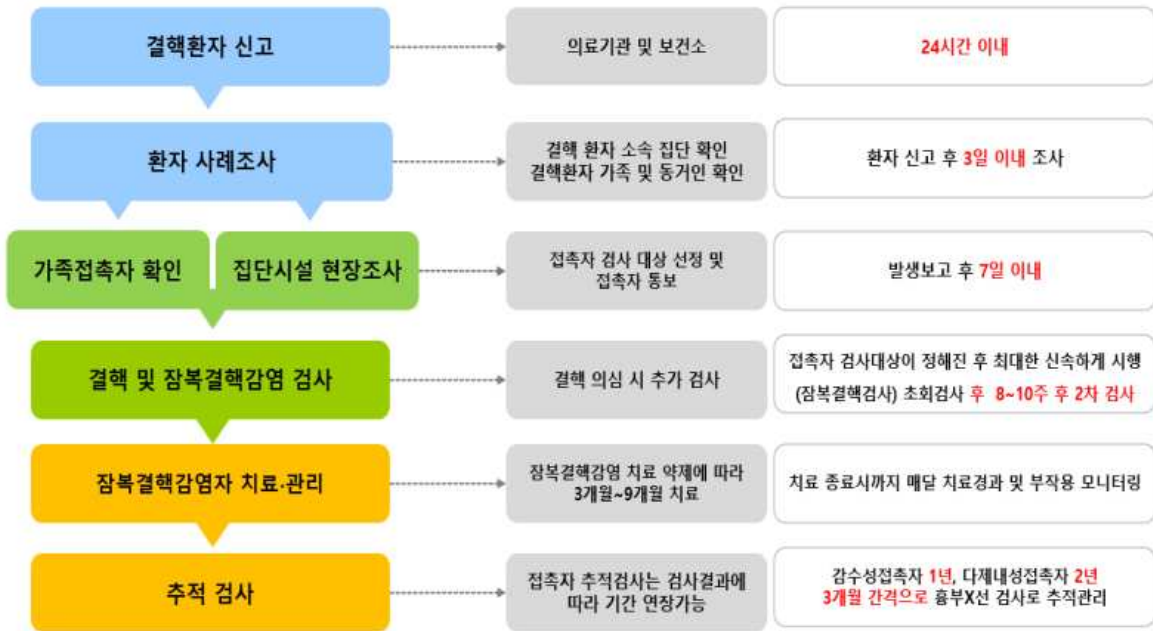 결핵환자 신고
의료기관 및 보건소
24시간 이내
환자 사례조사
결핵 환자 소속 집단 확인
결핵환자 가족 및 동거인 확인
환자 신고 후 3일 이내 조사
가족접촉자 확인
집단시설 현장조사
접촉자 검사 대상 선정 및
접촉자 통보
발생보고 후 7일 이내
결핵 및 잠복결핵감염 검사
결핵 의심 시 추가 검사
접촉자 검사대상이 정해진 후 최대한 신속하게 시행
(잠복결핵검사) 초회검사 후 8~10주 후 2차 검사
잠복결핵감염자 치료·관리
잠복결핵감염 치료 약제에 따라
3개월~9개월 치료
치료 종료시까지 매달 치료경과 및 부작용 모니터링
추적 검사
접촉자 추적검사는 검사결과에
따라 기간 연장가능
감수성접촉자 1년, 다제내성접촉자 2년
3개월 간격으로 흉부X선 검사로 추적관리